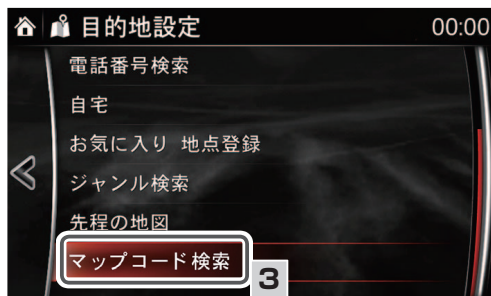 目的地設定 00:00
電話番号検索
自宅
お気に入り 地点登録
ジャンル検索
先程の地図
マップコード検索
3